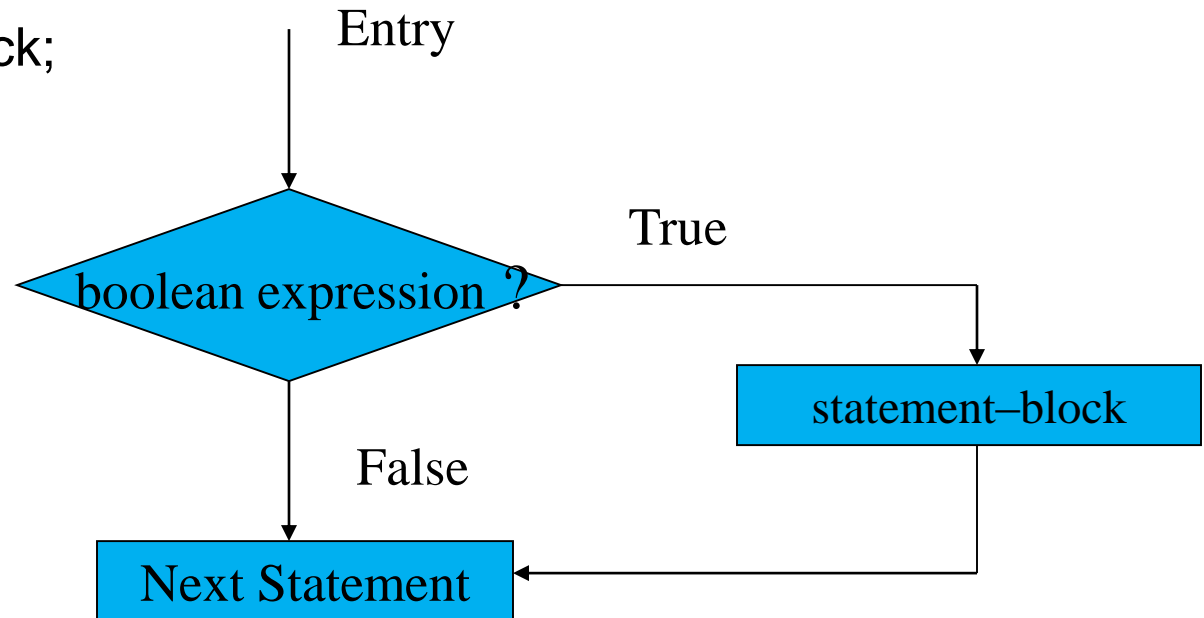 Entry
ck;
True
boolean expression ?
statement–block
False
Next Statement